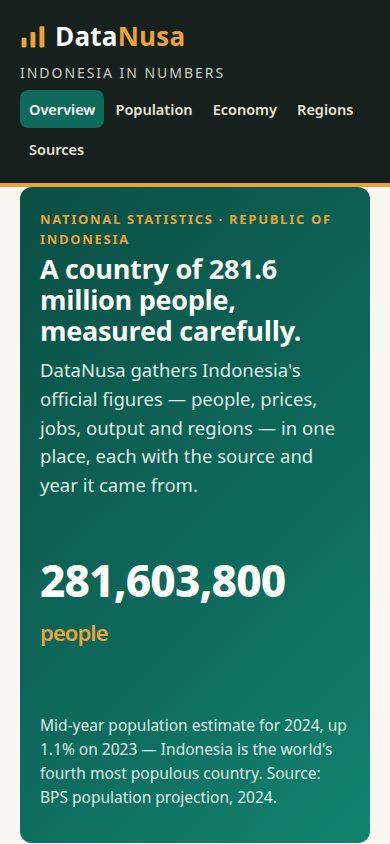 DataNusa
INDONESIA IN NUMBERS
Overview Population Economy Regions
Sources
NATIONAL STATISTICS · REPUBLIC OF
INDONESIA
A country of 281.6
million people,
measured carefully.
DataNusa gathers Indonesia's
official figures — people, prices,
jobs, output and regions — in one
place, each with the source and
year it came from.
281,603,800
people
Mid-year population estimate for 2024, up
1.1% on 2023 — Indonesia is the world's
fourth most populous country. Source:
BPS population projection, 2024.